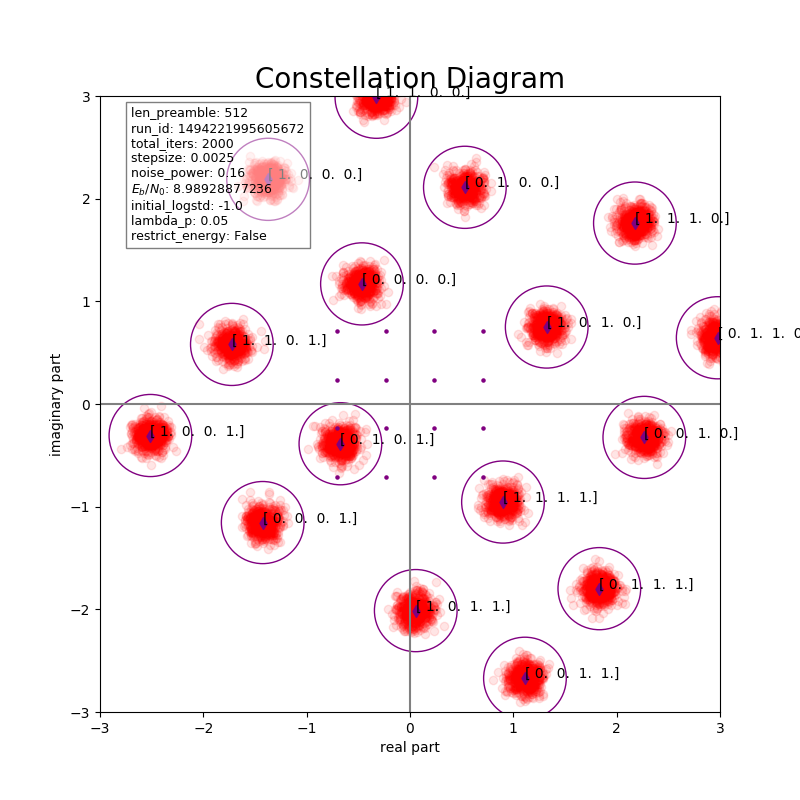 Constellation Diagram
[ 1. 1. 0. 0.]
len_preamble: 512
run_id: 1494221995605672
total_iters: 2000
stepsize: 0.0025
noise_power: 0.16
E_b/N_0: 8.98928877236
initial_logstd: -1.0
lambda_p: 0.05
restrict_energy: False
[ 1. 0. 0. 0.]
[ 0. 1. 0. 0.]
[ 1. 1. 1. 0.]
[ 0. 0. 0. 0.]
[ 1. 0. 1. 0.]
[ 0. 1. 1. 0
[ 1. 1. 0. 1.]
[ 1. 0. 0. 1.]
[ 0. 1. 0. 1.]
[ 0. 0. 1. 0.]
[ 1. 1. 1. 1.]
[ 0. 0. 0. 1.]
[ 0. 1. 1. 1.]
[ 1. 0. 1. 1.]
[ 0. 0. 1. 1.]
3
2
1
0
−1
−2
−3
imaginary part
−3 −2 −1 0 1 2 3
real part